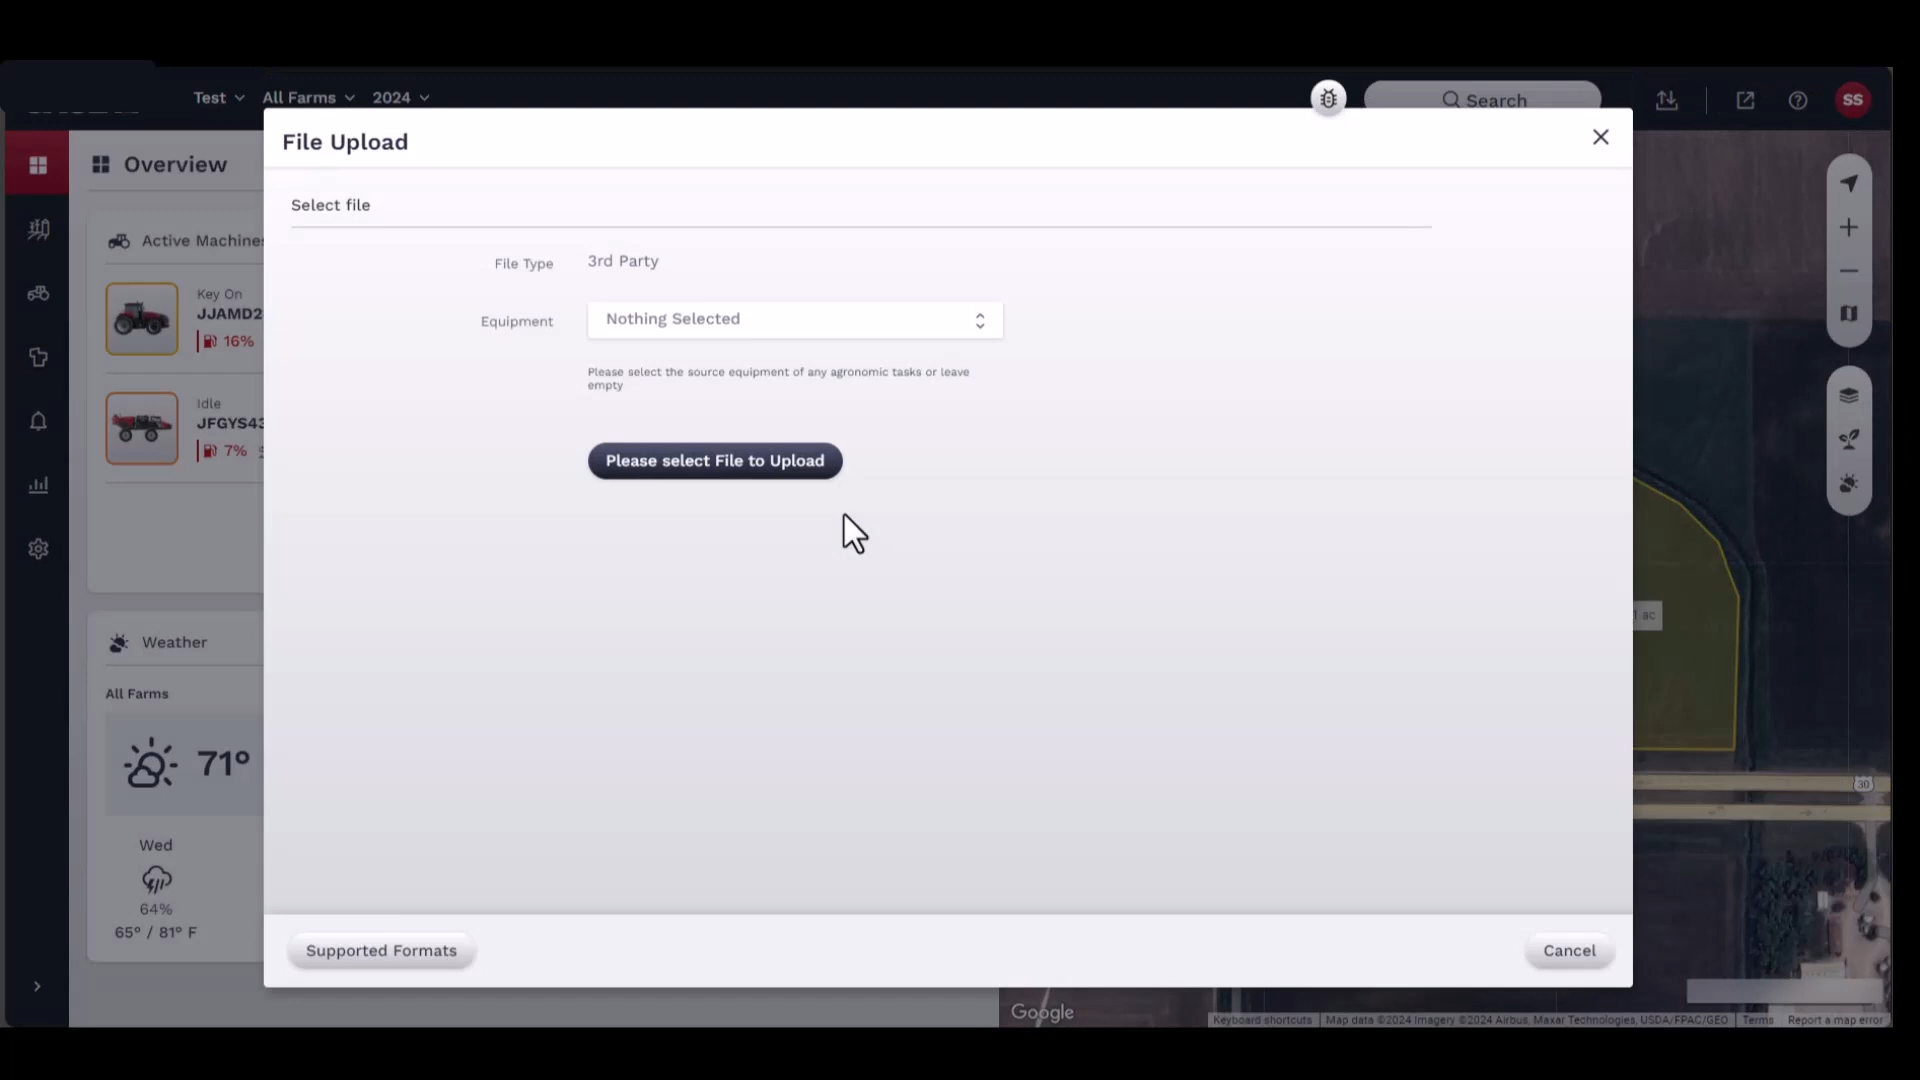 Test
All Farms
2024
Search
SS
File Upload
Overview
Select file
Active Machines
File Type
3rd Party
Key On
JJAMD2
16%
Equipment
Nothing Selected
Please select the source equipment of any agronomic tasks or leave
empty
Idle
JFGYS43
7%
Please select File to Upload
ac
Weather
All Farms
71°
30
Wed
64%
65° / 81° F
Supported Formats
Cancel
Google
Keyboard shortcuts
Map data ©2024 Imagery ©2024 Airbus, Maxar Technologies, USDA/FPAC/GEO
Terms
Report a map error